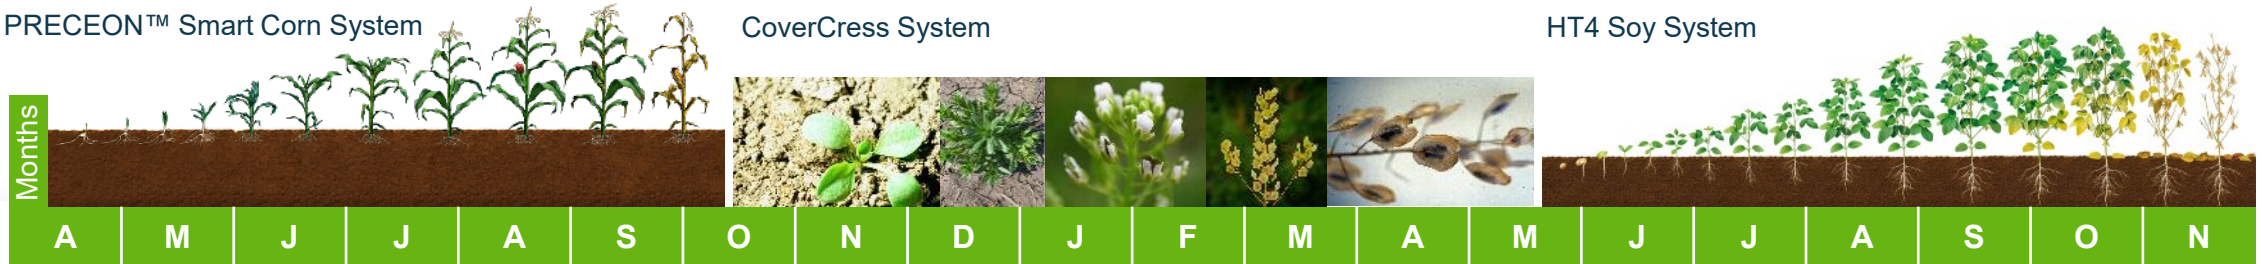 PRECEON™ Smart Corn System
CoverCress System
HT4 Soy System
Months
A M J J A S O N D J F M A M J J A S O N